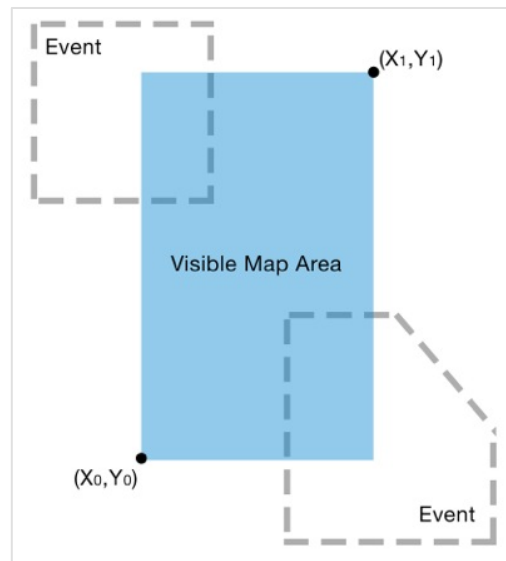 Event
(X₁,Y₁)
Visible Map Area
(X₀,Y₀)
Event